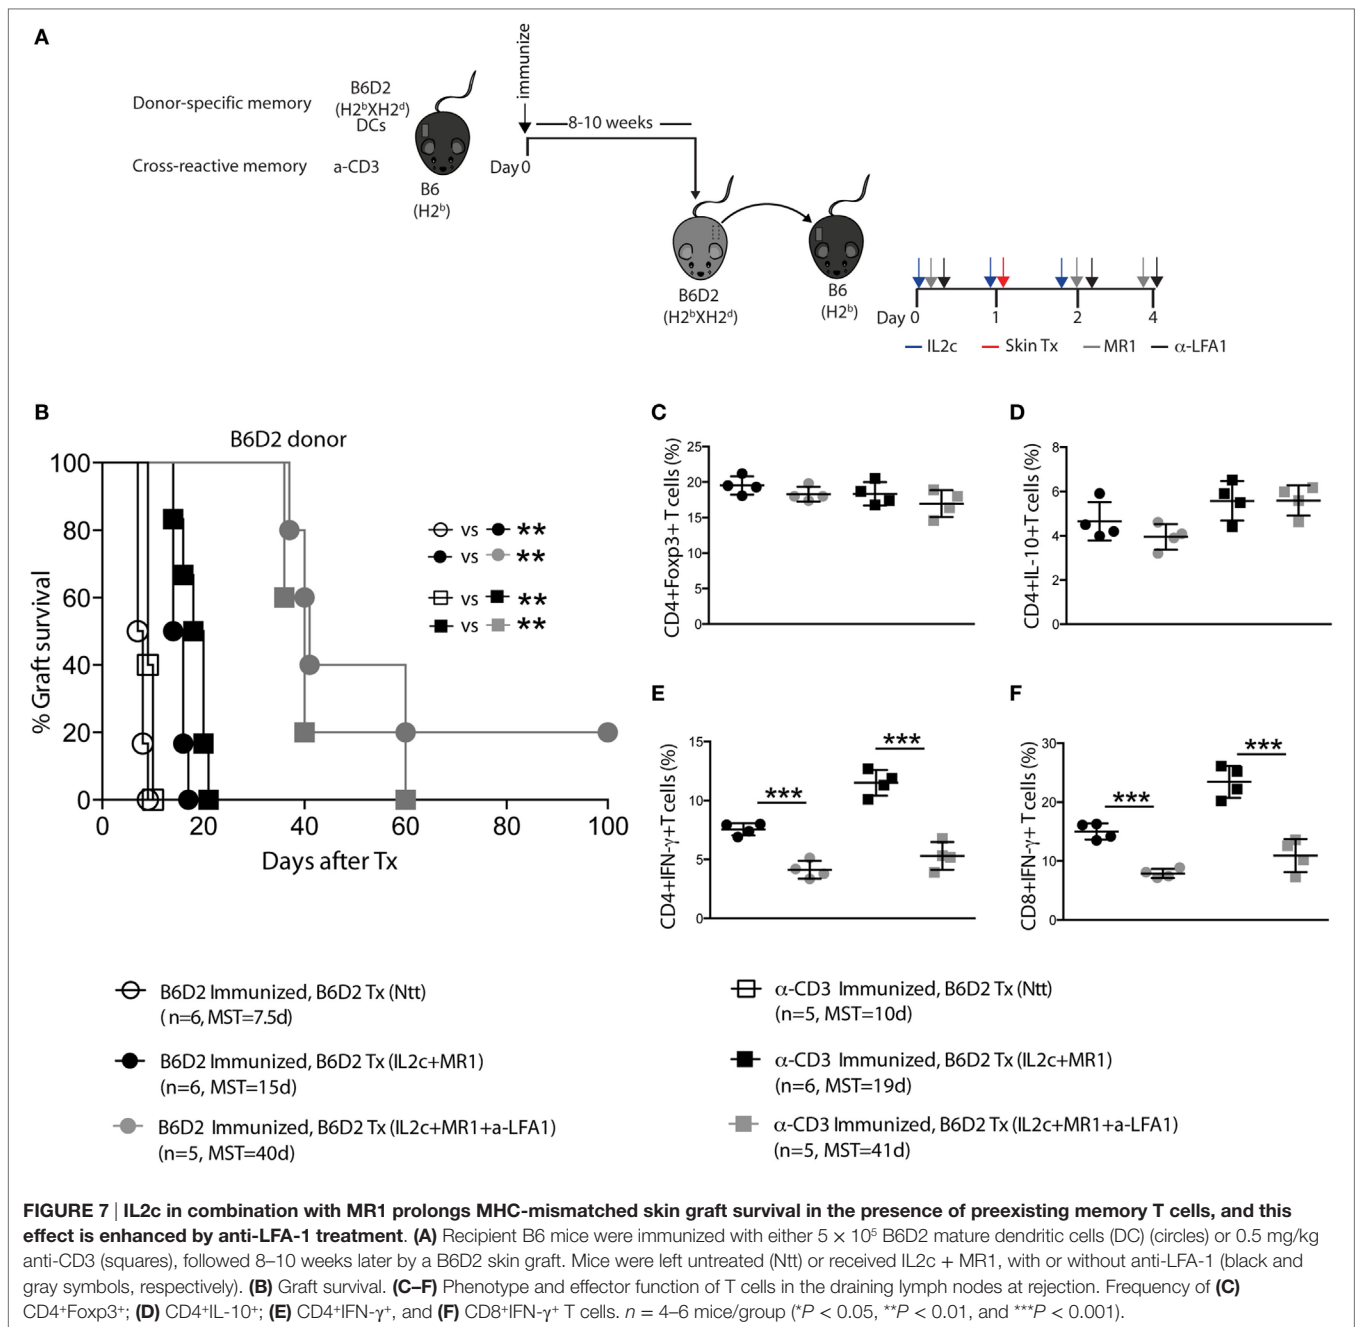 A
immunize
Donor-specific memory
B6D2
(H2ᵇXH2ᵈ)
DCs
Cross-reactive memory
a-CD3
B6
(H2ᵇ)
Day 0
8-10 weeks
B6D2
(H2ᵇXH2ᵈ)
B6
(H2ᵇ)
Day 0 1 2 4
IL2c Skin Tx MR1 α-LFA1
B
B6D2 donor
% Graft survival
100
80
60
40
20
0
0 20 40 60 80 100
Days after Tx
vs **
vs **
vs **
vs **
C
CD4+Foxp3+ T cells (%)
25
20
15
10
5
0
D
CD4+IL-10+T cells (%)
8
6
4
2
0
E
CD4+IFN-γ+T cells (%)
15
10
5
0
*** ***
F
CD8+IFN-γ+ T cells (%)
30
20
10
0
*** ***
B6D2 Immunized, B6D2 Tx (Ntt)
( n=6, MST=7.5d)
B6D2 Immunized, B6D2 Tx (IL2c+MR1)
(n=6, MST=15d)
B6D2 Immunized, B6D2 Tx (IL2c+MR1+a-LFA1)
(n=5, MST=40d)
α-CD3 Immunized, B6D2 Tx (Ntt)
(n=5, MST=10d)
α-CD3 Immunized, B6D2 Tx (IL2c+MR1)
(n=6, MST=19d)
α-CD3 Immunized, B6D2 Tx (IL2c+MR1+a-LFA1)
(n=5, MST=41d)
FIGURE 7 | IL2c in combination with MR1 prolongs MHC-mismatched skin graft survival in the presence of preexisting memory T cells, and this
effect is enhanced by anti-LFA-1 treatment. (A) Recipient B6 mice were immunized with either 5 × 10⁵ B6D2 mature dendritic cells (DC) (circles) or 0.5 mg/kg
anti-CD3 (squares), followed 8–10 weeks later by a B6D2 skin graft. Mice were left untreated (Ntt) or received IL2c + MR1, with or without anti-LFA-1 (black and
gray symbols, respectively). (B) Graft survival. (C–F) Phenotype and effector function of T cells in the draining lymph nodes at rejection. Frequency of (C)
CD4⁺Foxp3⁺; (D) CD4⁺IL-10⁺; (E) CD4⁺IFN-γ⁺, and (F) CD8⁺IFN-γ⁺ T cells. n = 4–6 mice/group (*P < 0.05, **P < 0.01, and ***P < 0.001).